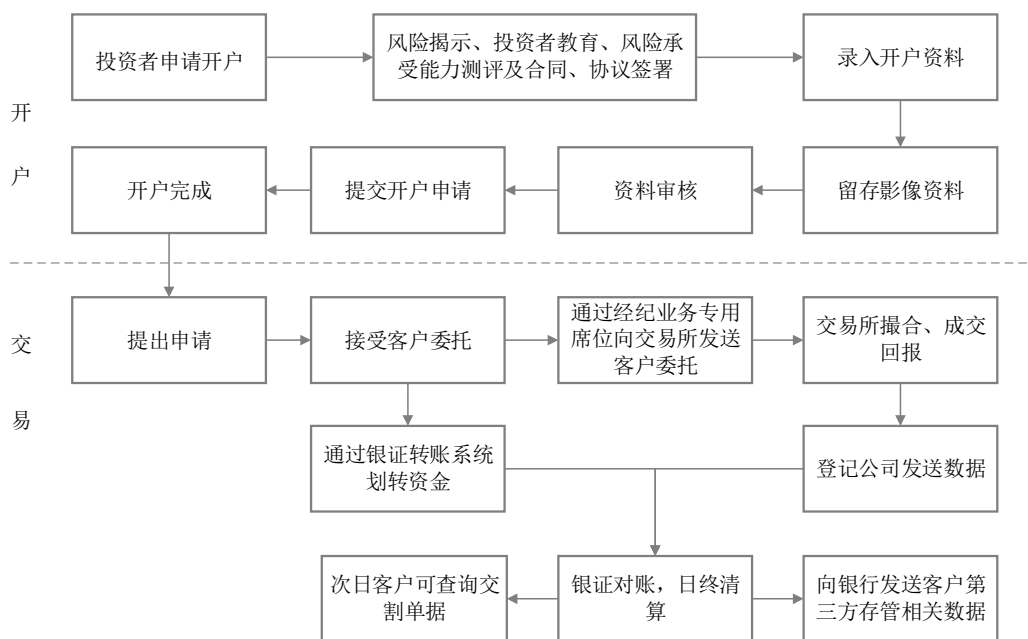 投资者申请开户
风险揭示、投资者教育、风险承
受能力测评及合同、协议签署
录入开户资料
开
户
开户完成
提交开户申请
资料审核
留存影像资料
交
易
提出申请
接受客户委托
通过经纪业务专用
席位向交易所发送
客户委托
交易所撮合、成交
回报
通过银证转账系统
划转资金
登记公司发送数据
次日客户可查询交
割单据
银证对账，日终清
算
向银行发送客户第
三方存管相关数据